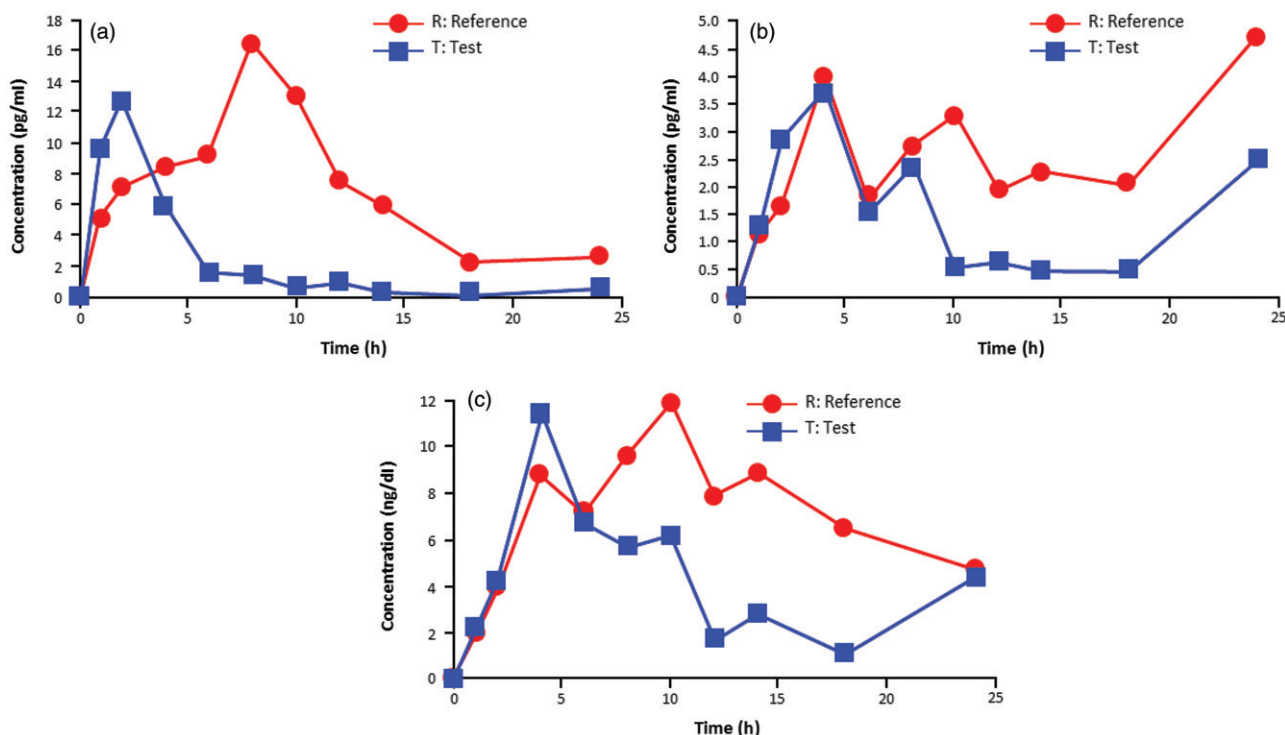 (a)
R: Reference
T: Test
Concentration (pg/ml)
18
16
14
12
10
8
6
4
2
0
0 5 10 15 20 25
Time (h)
(b)
R: Reference
T: Test
Concentration (pg/ml)
5.0
4.5
4.0
3.5
3.0
2.5
2.0
1.5
1.0
0.5
0
0 5 10 15 20 25
Time (h)
(c)
R: Reference
T: Test
Concentration (ng/dl)
12
10
8
6
4
2
0
0 5 10 15 20 25
Time (h)